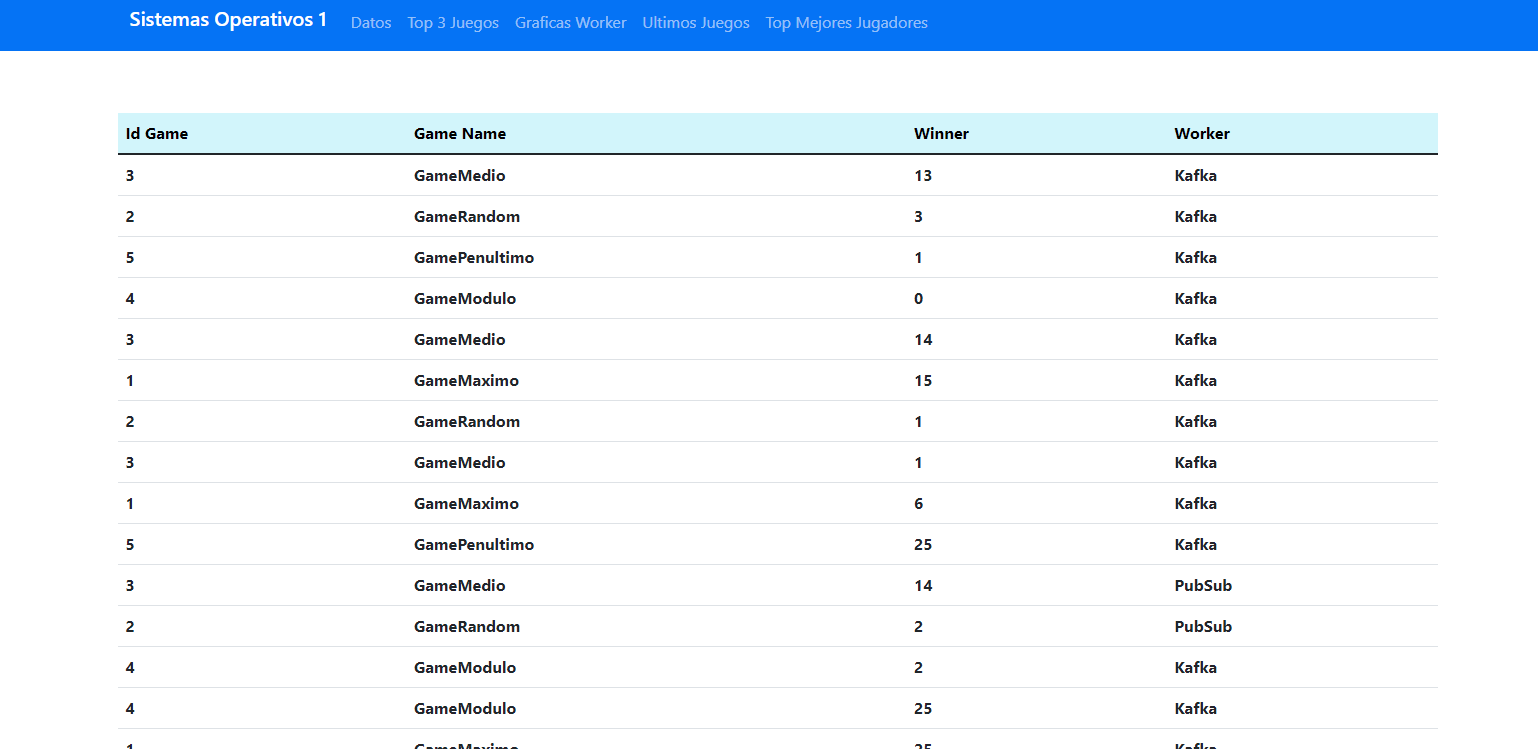 Sistemas Operativos 1 Datos Top 3 Juegos Graficas Worker Ultimos Juegos Top Mejores Jugadores
Id Game Game Name Winner Worker
3 GameMedio 13 Kafka
2 GameRandom 3 Kafka
5 GamePenultimo 1 Kafka
4 GameModulo 0 Kafka
3 GameMedio 14 Kafka
1 GameMaximo 15 Kafka
2 GameRandom 1 Kafka
3 GameMedio 1 Kafka
1 GameMaximo 6 Kafka
5 GamePenultimo 25 Kafka
3 GameMedio 14 PubSub
2 GameRandom 2 PubSub
4 GameModulo 2 Kafka
4 GameModulo 25 Kafka
1 GameMaximo 25 Kafka